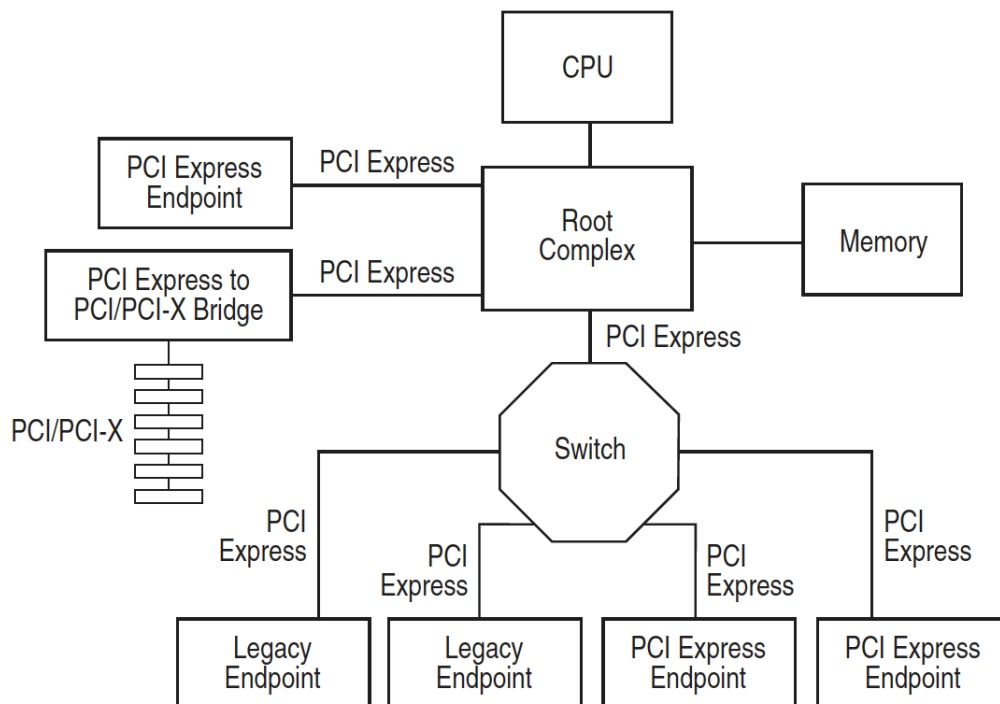 CPU
PCI Express
Endpoint
PCI Express
Root
Complex
Memory
PCI Express to
PCI/PCI-X Bridge
PCI Express
PCI Express
PCI/PCI-X
Switch
PCI
Express
PCI
Express
PCI
Express
PCI
Express
Legacy
Endpoint
Legacy
Endpoint
PCI Express
Endpoint
PCI Express
Endpoint